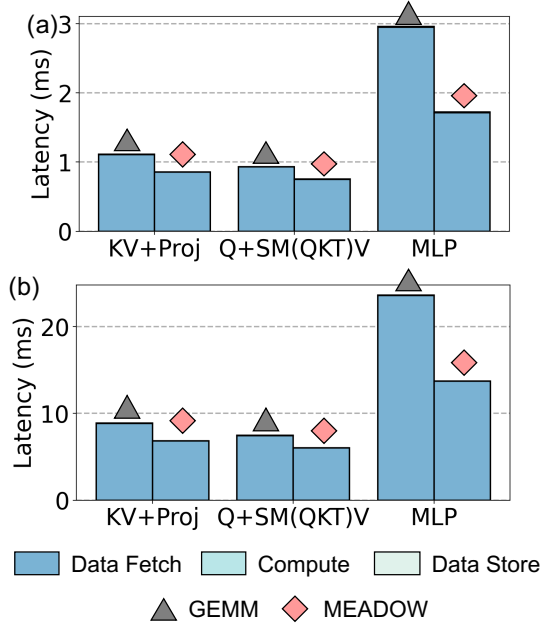 (a)
3
2
1
0
Latency (ms)
KV+Proj Q+SM(QKT)V MLP
(b)
20
10
0
Latency (ms)
KV+Proj Q+SM(QKT)V MLP
Data Fetch Compute Data Store
GEMM MEADOW